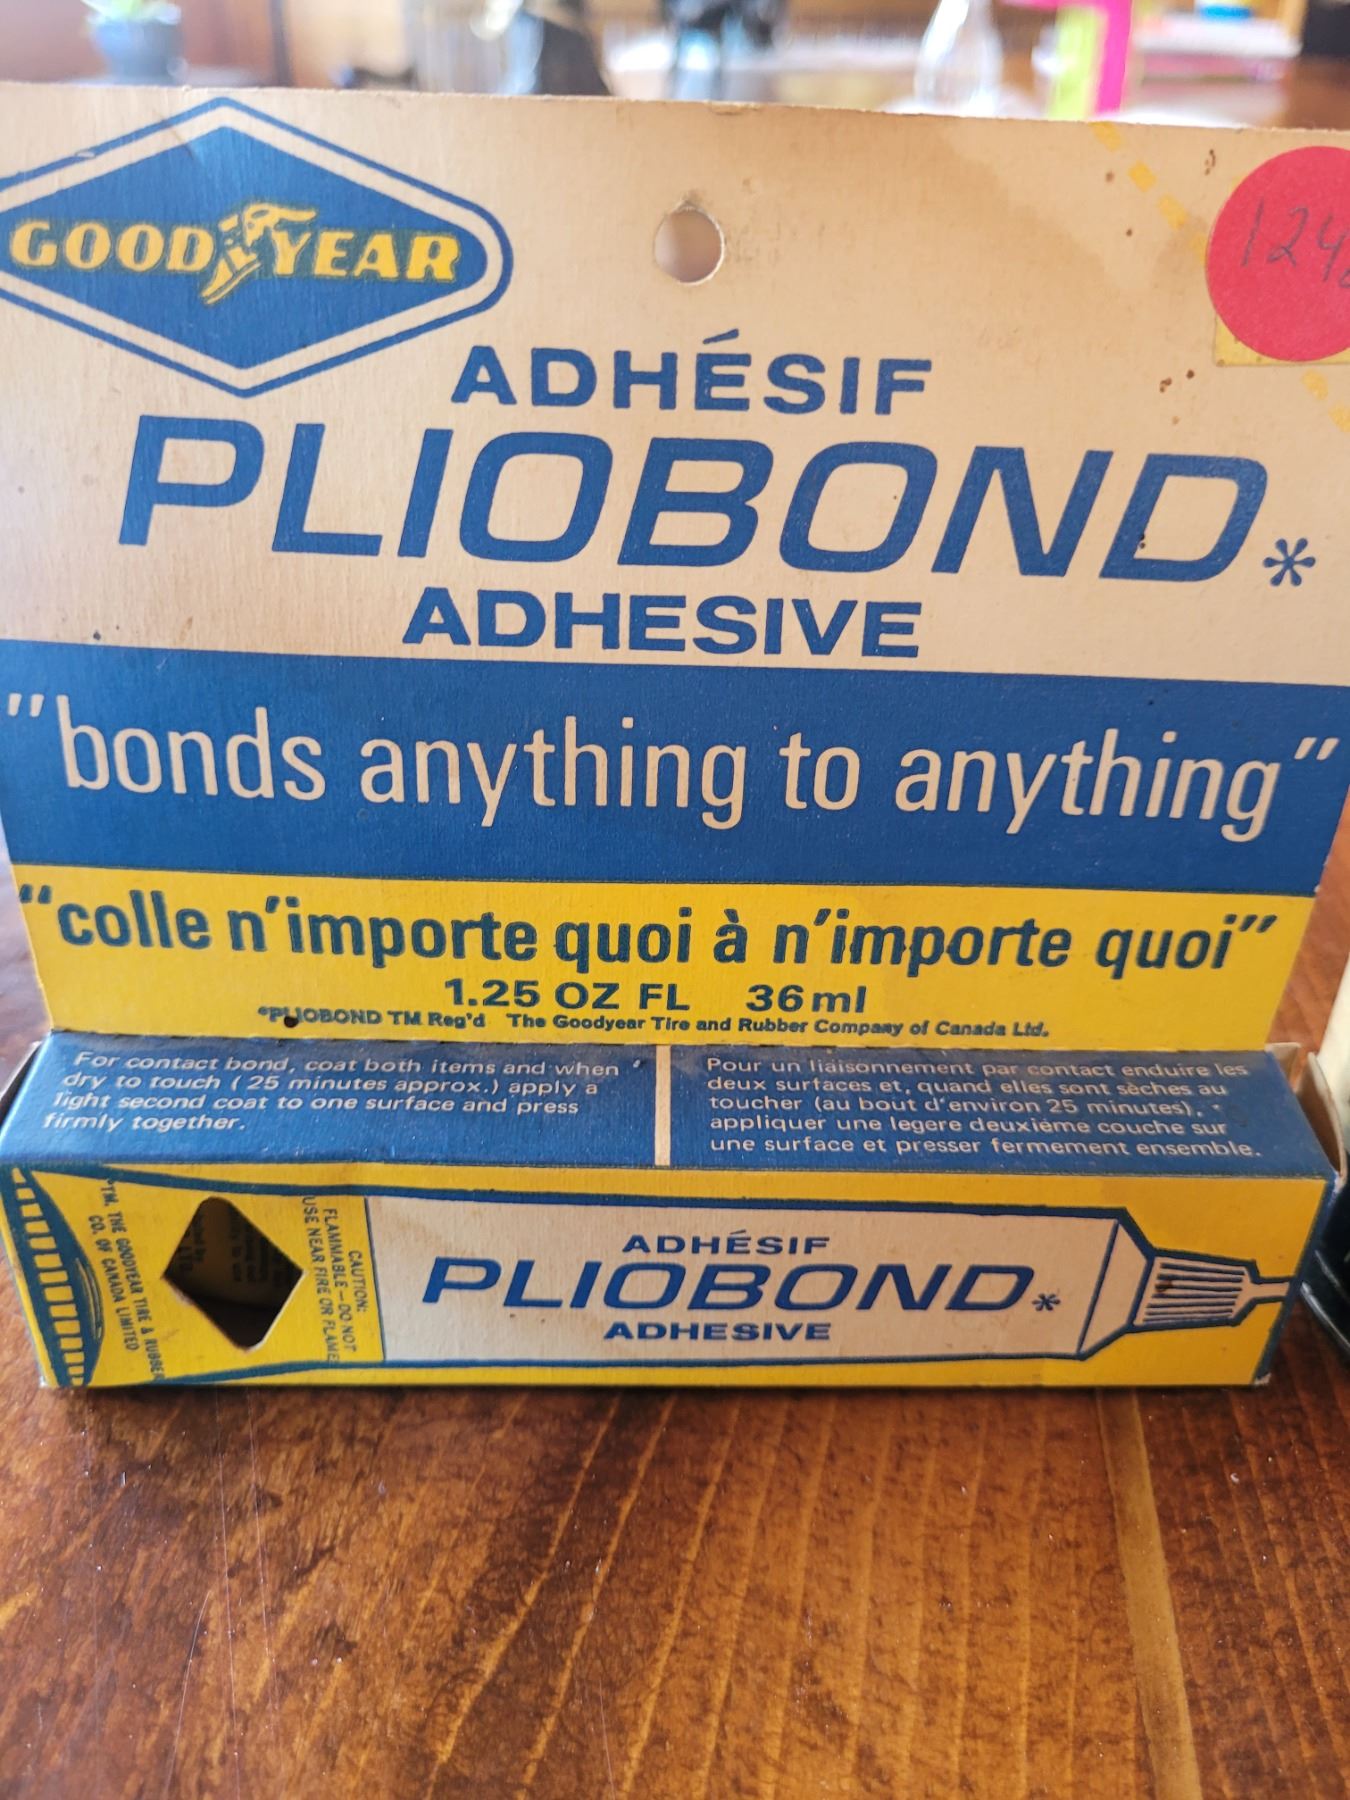 GOODYEAR
ADHÉSIF
PLIOBOND*
ADHESIVE
"bonds anything to anything"
"colle n'importe quoi à n'importe quoi"
1.25 OZ FL 36 ml
*PLIOBOND TM Reg'd The Goodyear Tire and Rubber Company of Canada Ltd.
For contact bond, coat both items and when
dry to touch ( 25 minutes approx.) apply a
light second coat to one surface and press
firmly together.
Pour un liaisonnement par contact enduire les
deux surfaces et, quand elles sont sèches au
toucher (au bout d'environ 25 minutes),
appliquer une legere deuxième couche sur
une surface et presser fermement ensemble.
*TM. THE GOODYEAR TIRE & RUBBER
CO. OF CANADA LIMITED
CAUTION:
FLAMMABLE — DO NOT
USE NEAR FIRE OR FLAME
ADHÉSIF
PLIOBOND*
ADHESIVE